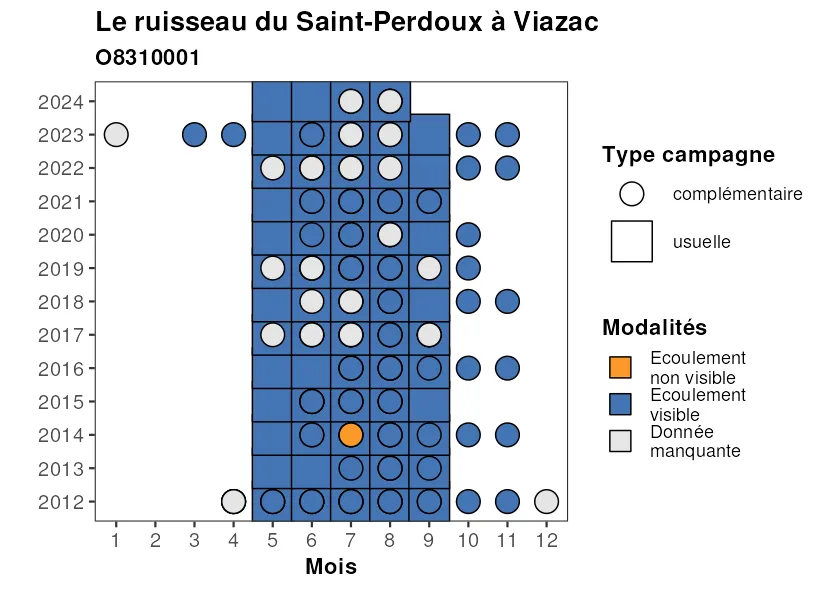 Le ruisseau du Saint-Perdoux à Viazac
O8310001
2024
2023
2022
2021
2020
2019
2018
2017
2016
2015
2014
2013
2012
1 2 3 4 5 6 7 8 9 10 11 12
Mois
Type campagne
complémentaire
usuelle
Modalités
Ecoulement
non visible
Ecoulement
visible
Donnée
manquante